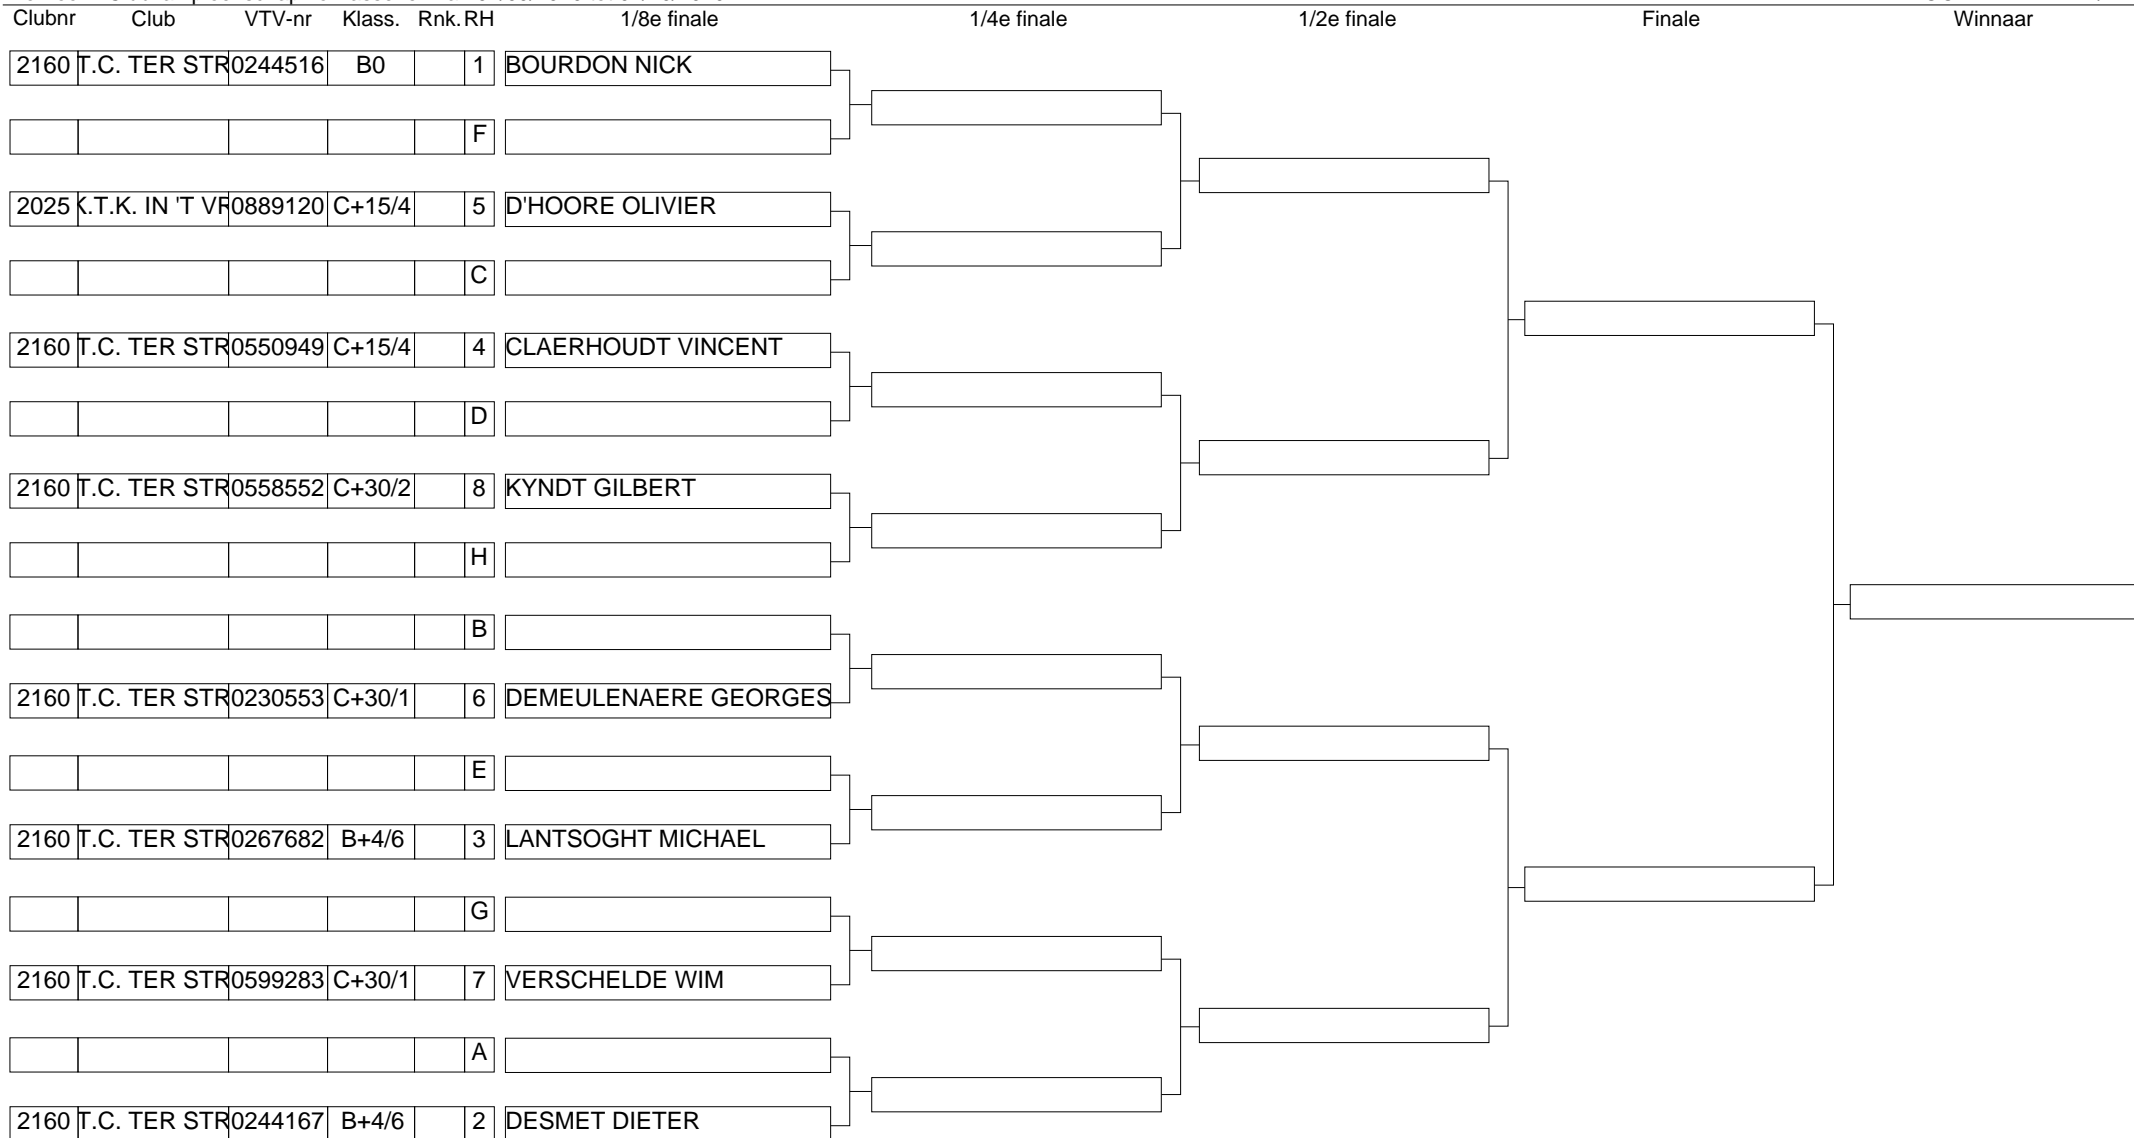 Clubnr Club VTV-nr Klass. Rnk. RH 1/8e finale 1/4e finale 1/2e finale Finale Winnaar
2160 T.C. TER STR 0244516 B0 1 BOURDON NICK
F
2025 K.T.K. IN 'T VR 0889120 C+15/4 5 D'HOORE OLIVIER
C
2160 T.C. TER STR 0550949 C+15/4 4 CLAERHOUDT VINCENT
D
2160 T.C. TER STR 0558552 C+30/2 8 KYNDT GILBERT
H
B
2160 T.C. TER STR 0230553 C+30/1 6 DEMEULENAERE GEORGES
E
2160 T.C. TER STR 0267682 B+4/6 3 LANTSOGHT MICHAEL
G
2160 T.C. TER STR 0599283 C+30/1 7 VERSCHELDE WIM
A
2160 T.C. TER STR 0244167 B+4/6 2 DESMET DIETER